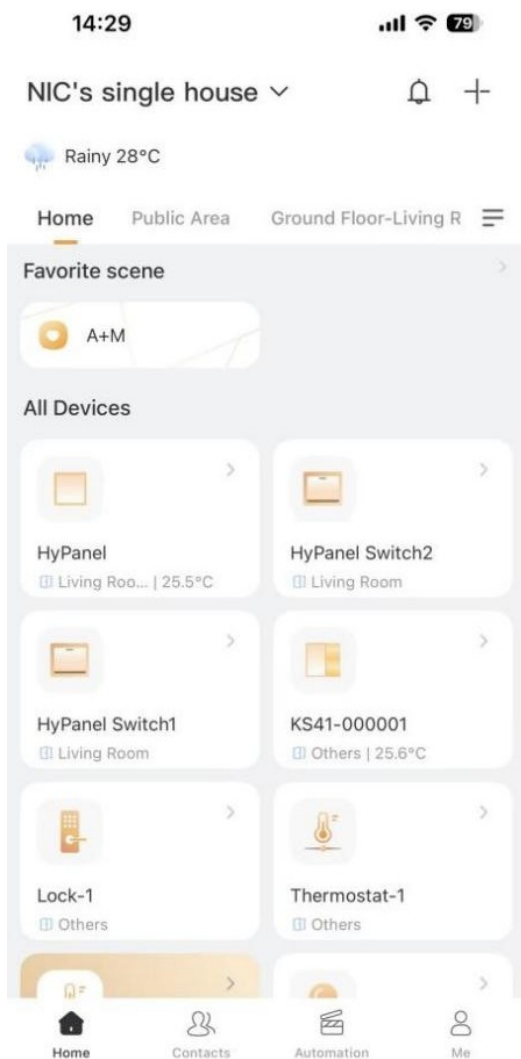 14:29
79
NIC's single house
Rainy 28°C
Home Public Area Ground Floor-Living R
Favorite scene
A+M
All Devices
HyPanel
Living Roo... | 25.5°C
HyPanel Switch2
Living Room
HyPanel Switch1
Living Room
KS41-000001
Others | 25.6°C
Lock-1
Others
Thermostat-1
Others
Home Contacts Automation Me